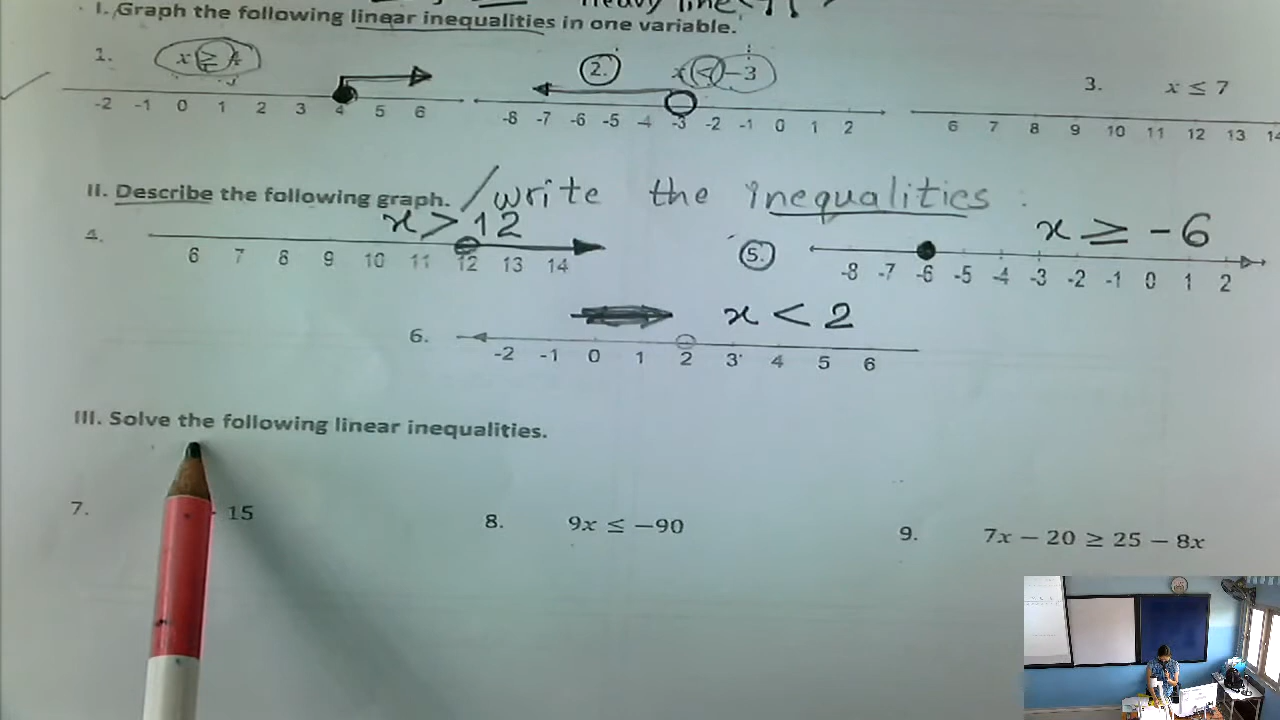 heavy line
I. Graph the following linear inequalities in one variable.
1. x ≥ 4
-2 -1 0 1 2 3 4 5 6
2. x < -3
-8 -7 -6 -5 -4 -3 -2 -1 0 1 2
3. x ≤ 7
6 7 8 9 10 11 12 13 14
II. Describe the following graph. / write the inequalities
x > 12
4.
6 7 8 9 10 11 12 13 14
5. x ≥ -6
-8 -7 -6 -5 -4 -3 -2 -1 0 1 2
x < 2
6.
-2 -1 0 1 2 3 4 5 6
III. Solve the following linear inequalities.
7. 15
8. 9x ≤ −90
9. 7x − 20 ≥ 25 − 8x